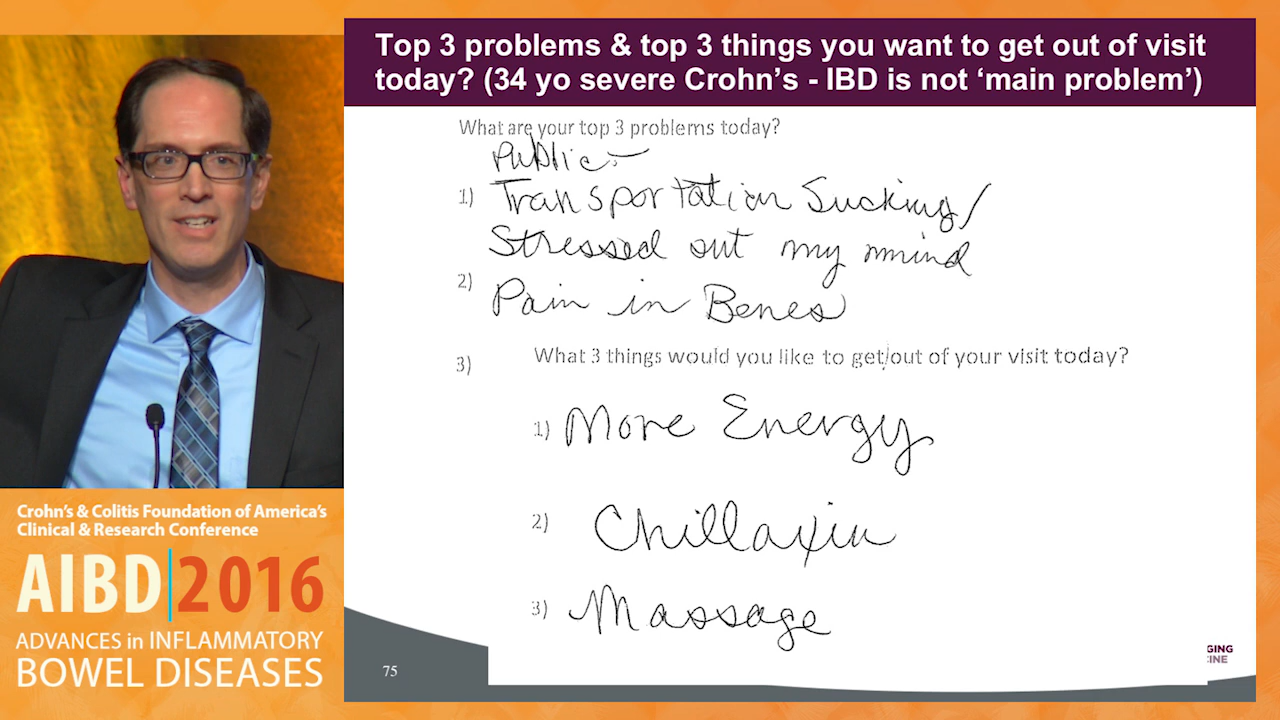 Top 3 problems & top 3 things you want to get out of visit
today? (34 yo severe Crohn's - IBD is not 'main problem')
What are your top 3 problems today?
Public
1) Transportation Sucking/
Stressed out my mind
2) Pain in Bones
3)
What 3 things would you like to get out of your visit today?
1) More Energy
2) Chillaxin
3) Massage
75
GING
CINE
Crohn's & Colitis Foundation of America's
Clinical & Research Conference
AIBD|2016
ADVANCES in INFLAMMATORY
BOWEL DISEASES